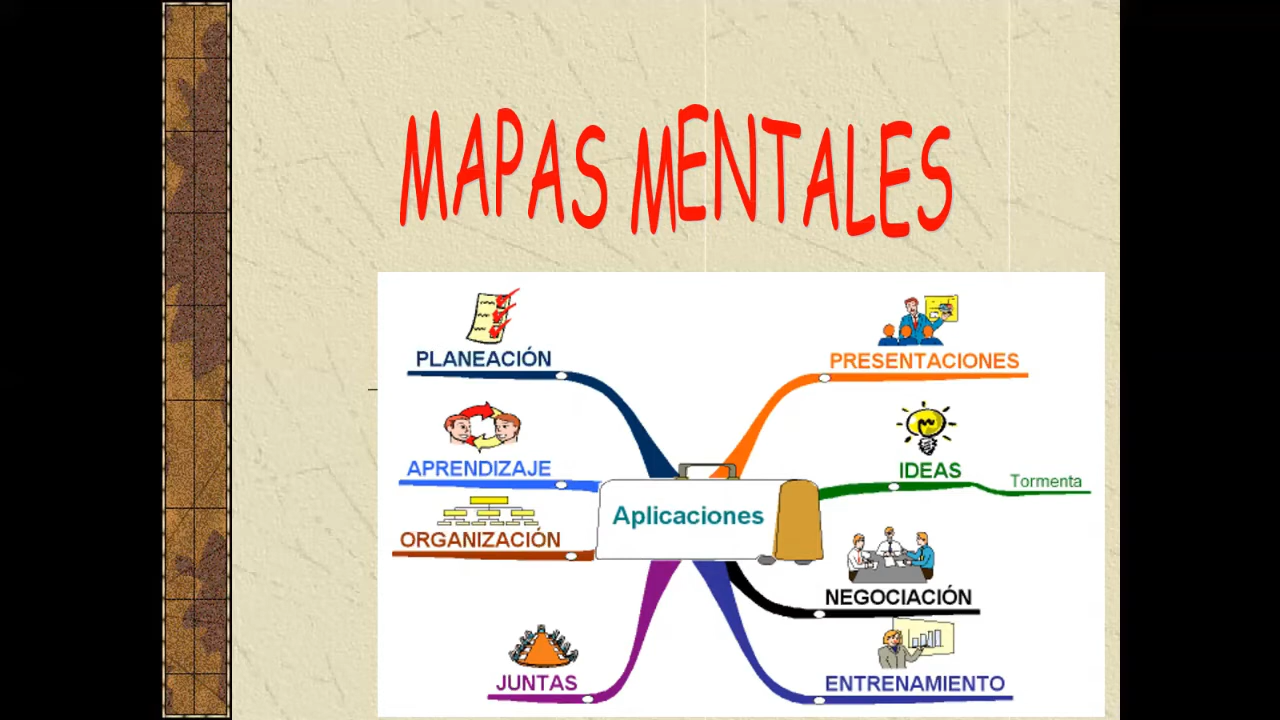 MAPAS MENTALES
PLANEACIÓN
PRESENTACIONES
APRENDIZAJE
IDEAS
Tormenta
Aplicaciones
ORGANIZACIÓN
NEGOCIACIÓN
JUNTAS
ENTRENAMIENTO